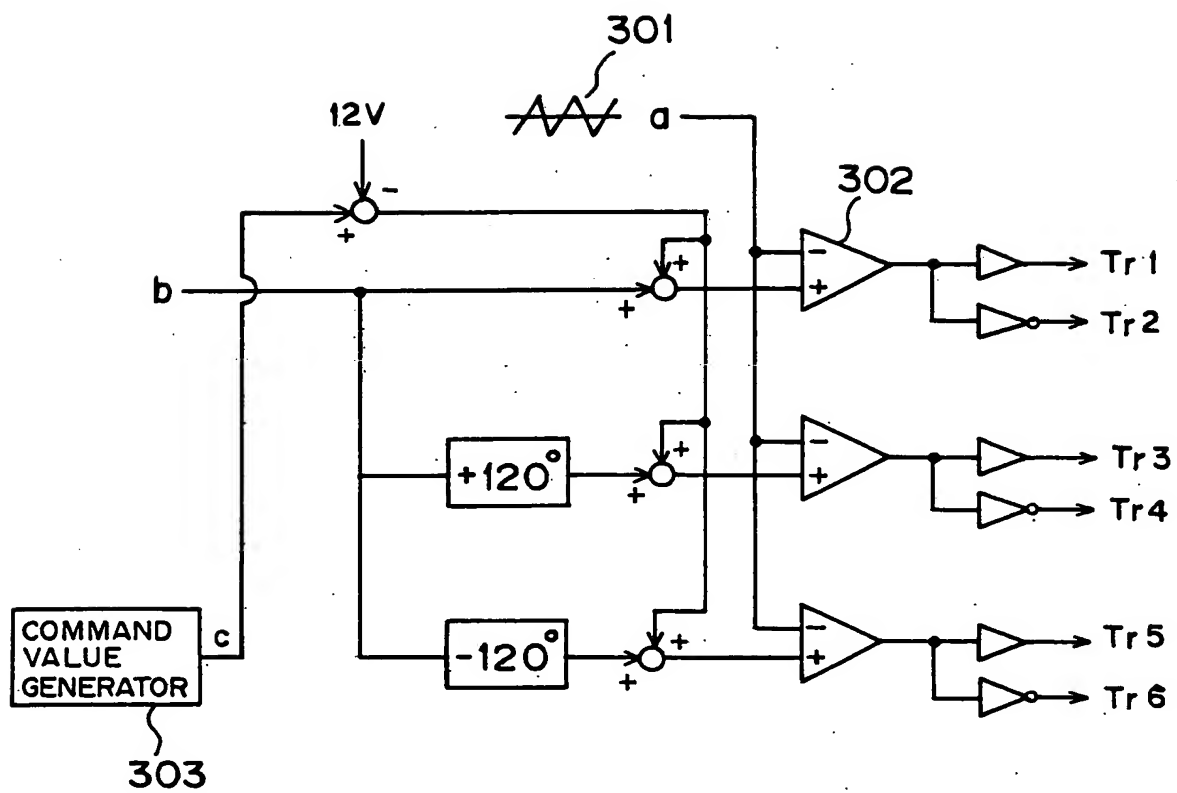 301
12V
a
-
302
+
+
- Tr 1
b
+
+ Tr 2
+
- Tr 3
+120°
+
+ Tr 4
+
COMMAND
VALUE
GENERATOR
c
-120°
+
- Tr 5
+
+ Tr 6
303